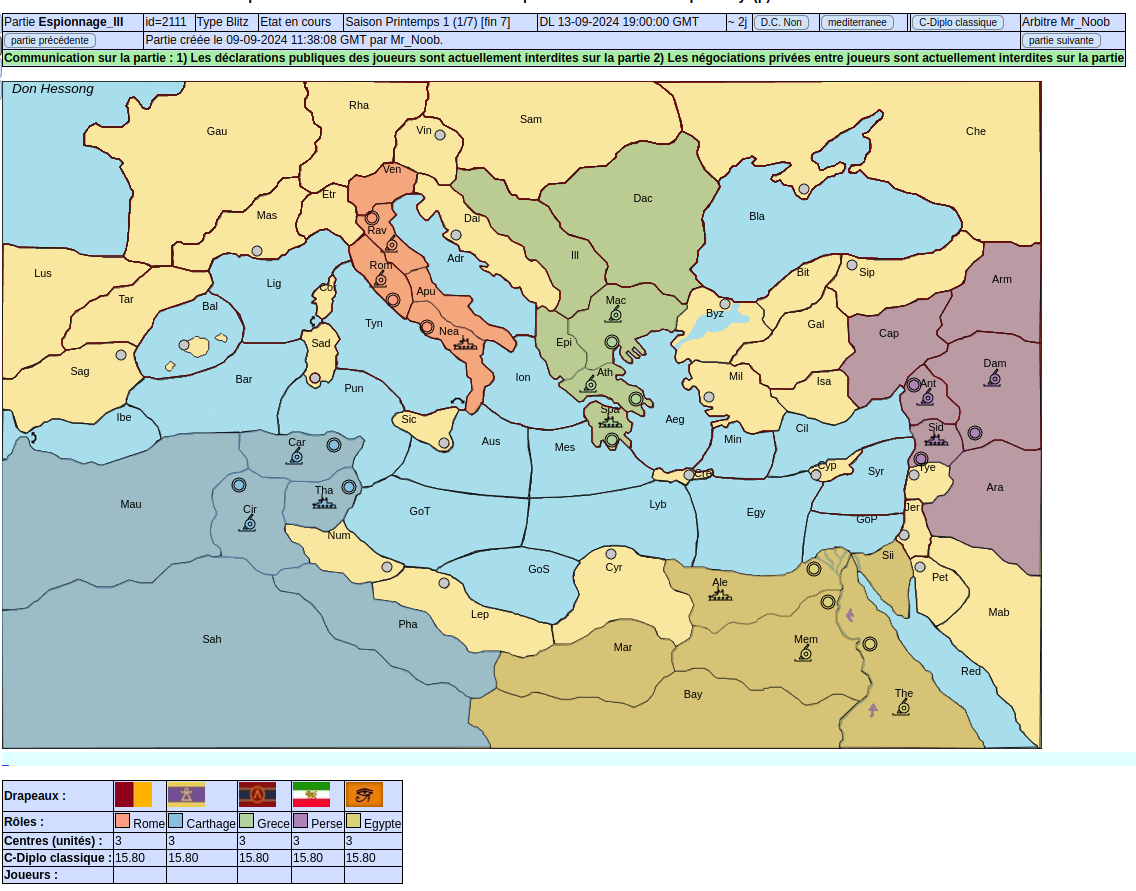 Partie Espionnage_III id=2111 Type Blitz Etat en cours Saison Printemps 1 (1/7) [fin 7] DL 13-09-2024 19:00:00 GMT ~ 2j D.C. Non mediterranee C-Diplo classique Arbitre Mr_Noob
partie précédente Partie créée le 09-09-2024 11:38:08 GMT par Mr_Noob. partie suivante
Communication sur la partie : 1) Les déclarations publiques des joueurs sont actuellement interdites sur la partie 2) Les négociations privées entre joueurs sont actuellement interdites sur la partie
Don Hessong
Rha
Sam
Gau
Vin
Che
Ven
Etr
Dac
Mas
Rav
Dal
Bla
Adr
Ill
Lus
Rom
Bit
Sip
Arm
Lig
Cor
Apu
Tar
Bal
Mac
Byz
Gal
Tyn
Nea
Cap
Epi
Sad
Dam
Sag
Bar
Pun
Ion
Ath
Mil
Isa
Ant
Ibe
Sic
Spa
Aeg
Cil
Sid
Car
Aus
Mes
Min
Cre
Cyp
Syr
Tye
Tha
Mau
Cir
GoT
Lyb
Egy
GoP
Jer
Ara
Num
Sii
GoS
Cyr
Ale
Pet
Lep
Pha
Mab
Sah
Mar
Mem
Bay
The
Red
_
Drapeaux :
Rôles : Rome Carthage Grece Perse Egypte
Centres (unités) : 3 3 3 3 3
C-Diplo classique : 15.80 15.80 15.80 15.80 15.80
Joueurs :